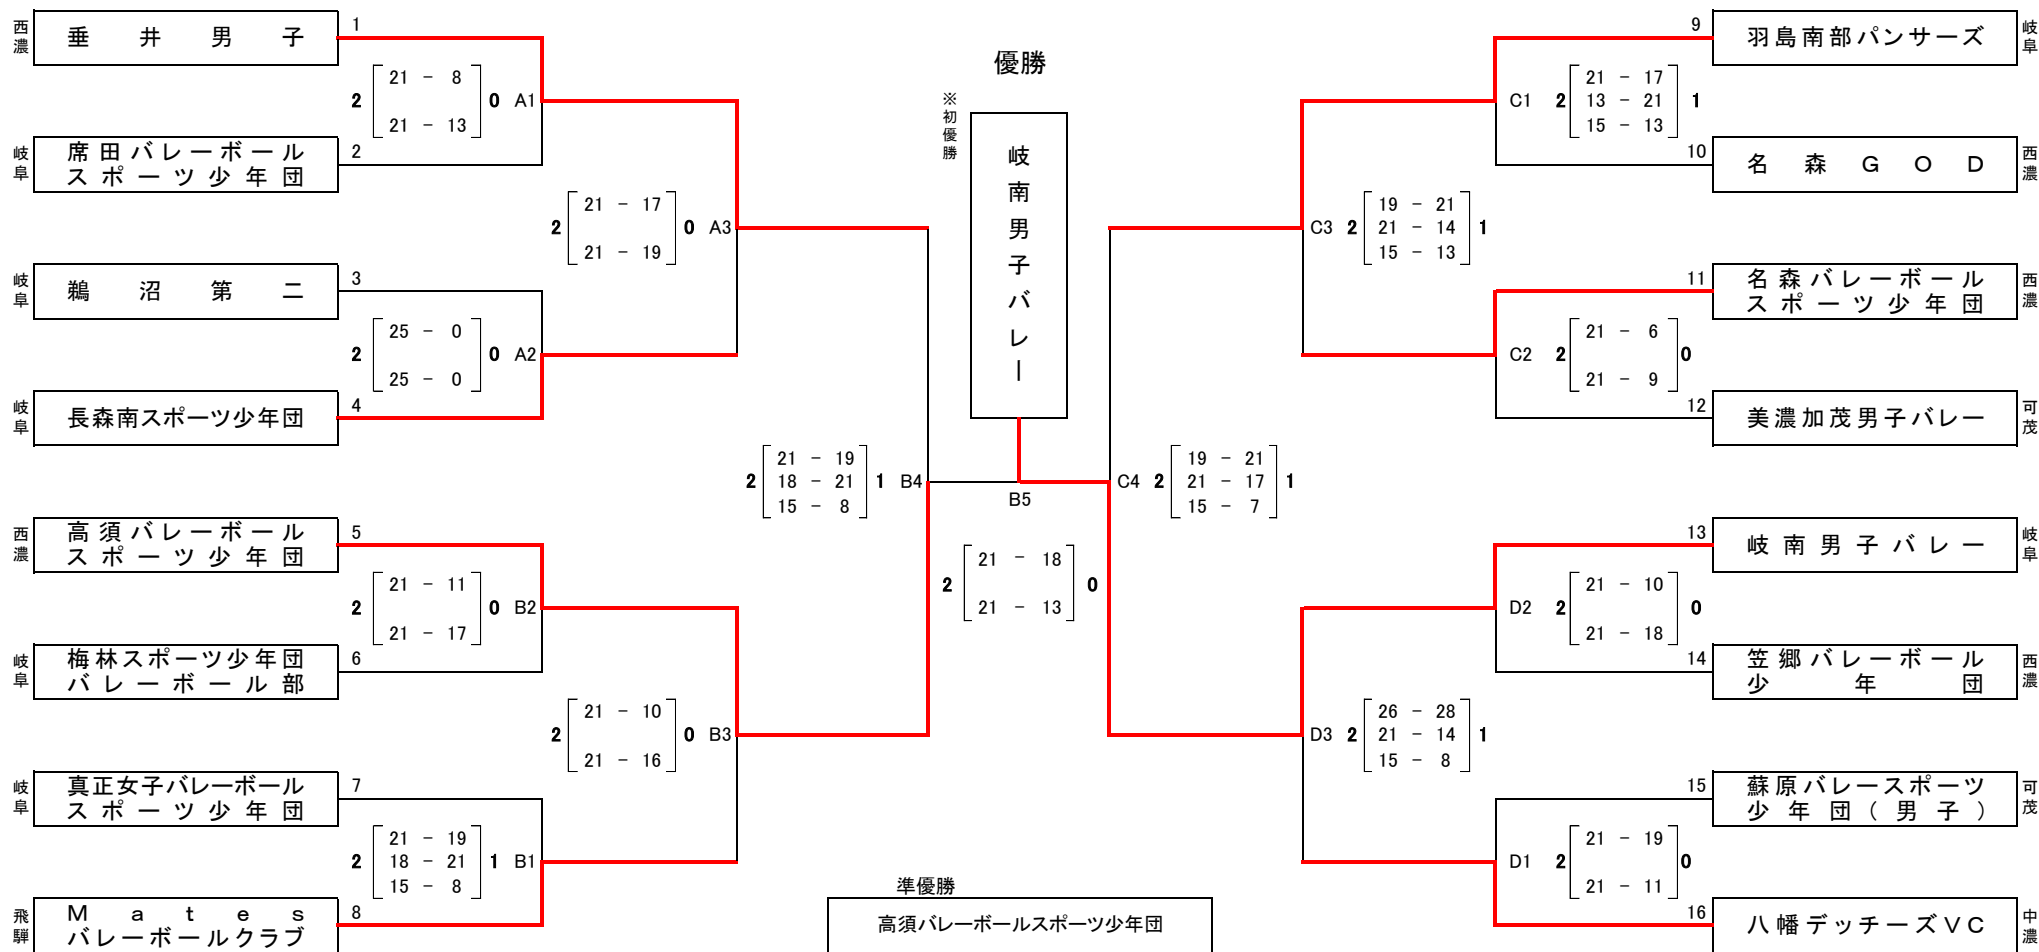 優勝
※初優勝
岐南男子バレー
西濃
垂井男子
1
2 [ 21 - 8
21 - 13 ] 0 A1
岐阜
席田バレーボール
スポーツ少年団
2
2 [ 21 - 17
21 - 19 ] 0 A3
岐阜
鵜沼第二
3
2 [ 25 - 0
25 - 0 ] 0 A2
岐阜
長森南スポーツ少年団
4
2 [ 21 - 19
18 - 21
15 - 8 ] 1 B4
西濃
高須バレーボール
スポーツ少年団
5
2 [ 21 - 11
21 - 17 ] 0 B2
岐阜
梅林スポーツ少年団
バレーボール部
6
2 [ 21 - 10
21 - 16 ] 0 B3
岐阜
真正女子バレーボール
スポーツ少年団
7
2 [ 21 - 19
18 - 21
15 - 8 ] 1 B1
飛騨
Mates
バレーボールクラブ
8
B5
2 [ 21 - 18
21 - 13 ] 0
準優勝
高須バレーボールスポーツ少年団
9
羽島南部パンサーズ
岐阜
C1 2 [ 21 - 17
13 - 21
15 - 13 ] 1
10
名森GOD
西濃
C3 2 [ 19 - 21
21 - 14
15 - 13 ] 1
11
名森バレーボール
スポーツ少年団
西濃
C2 2 [ 21 - 6
21 - 9 ] 0
12
美濃加茂男子バレー
可茂
C4 2 [ 19 - 21
21 - 17
15 - 7 ] 1
13
岐南男子バレー
岐阜
D2 2 [ 21 - 10
21 - 18 ] 0
14
笠郷バレーボール
少年団
西濃
D3 2 [ 26 - 28
21 - 14
15 - 8 ] 1
15
蘇原バレースポーツ
少年団(男子)
可茂
D1 2 [ 21 - 19
21 - 11 ] 0
16
八幡デッチーズVC
中濃